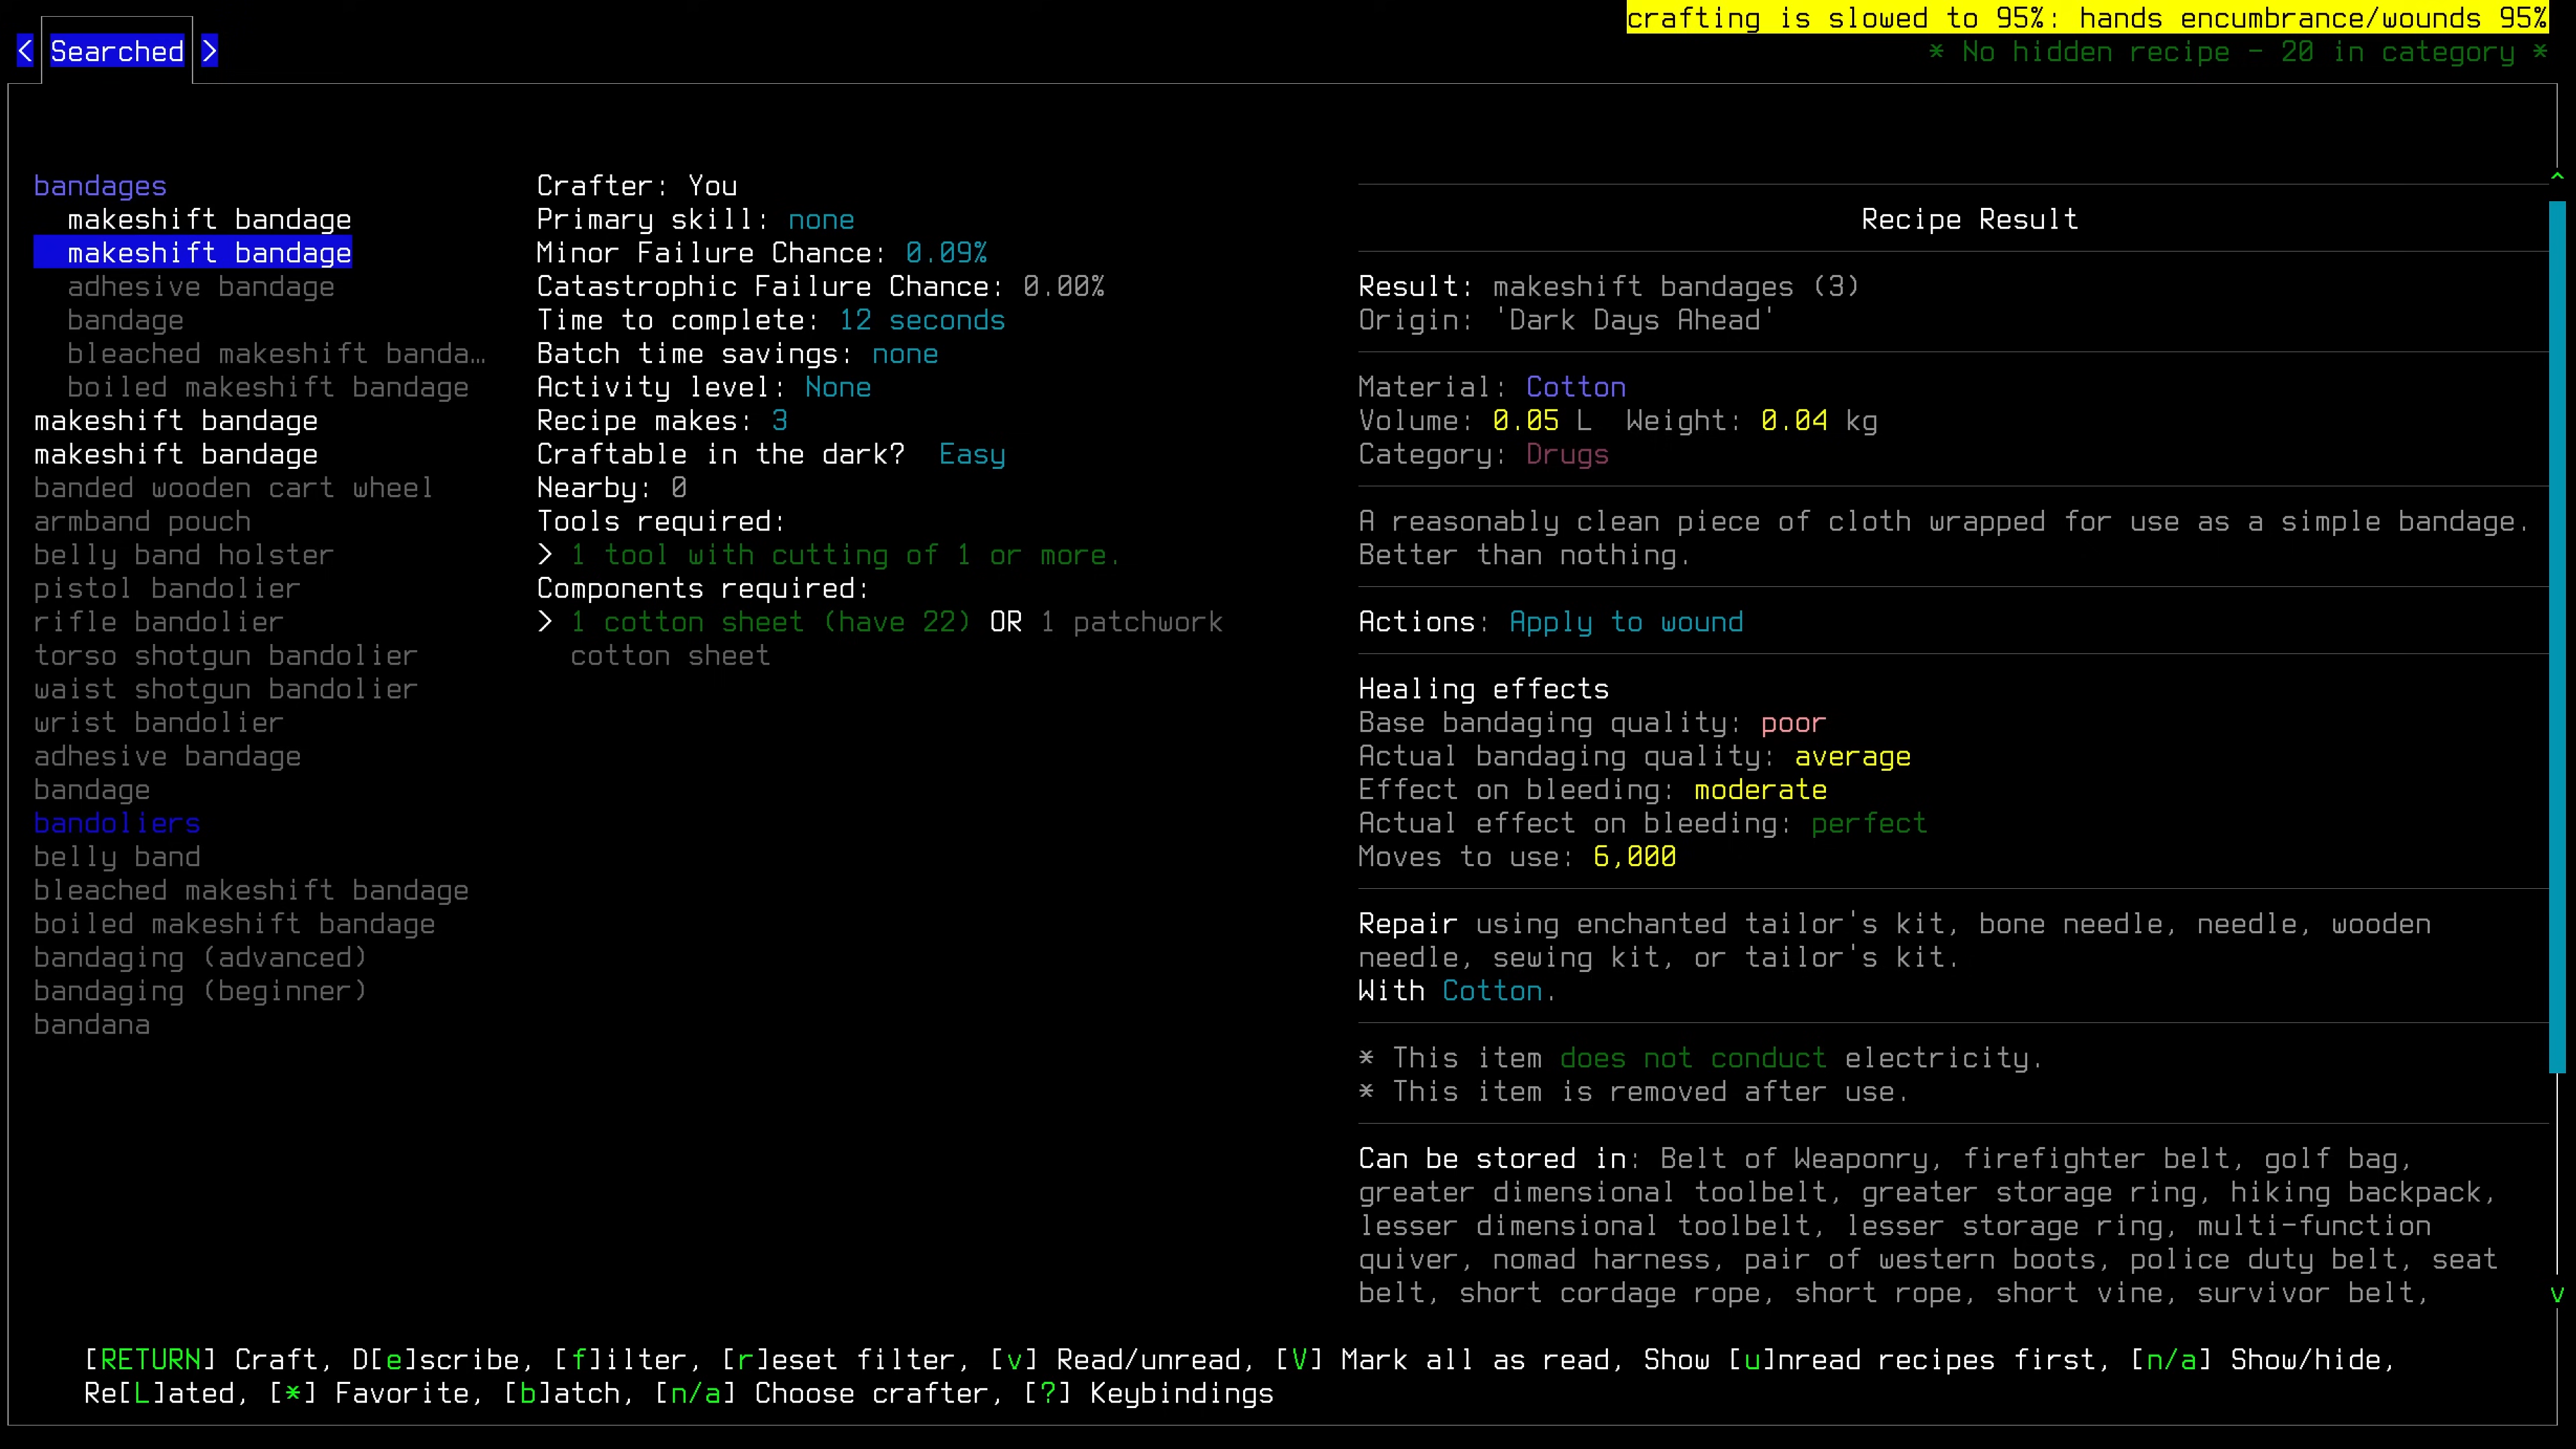 crafting is slowed to 95%: hands encumbrance/wounds 95%
< Searched >
* No hidden recipe - 20 in category *
bandages
makeshift bandage
makeshift bandage
adhesive bandage
bandage
bleached makeshift banda…
boiled makeshift bandage
makeshift bandage
makeshift bandage
banded wooden cart wheel
armband pouch
belly band holster
pistol bandolier
rifle bandolier
torso shotgun bandolier
waist shotgun bandolier
wrist bandolier
adhesive bandage
bandage
bandoliers
belly band
bleached makeshift bandage
boiled makeshift bandage
bandaging (advanced)
bandaging (beginner)
bandana
Crafter: You
Primary skill: none
Minor Failure Chance: 0.09%
Catastrophic Failure Chance: 0.00%
Time to complete: 12 seconds
Batch time savings: none
Activity level: None
Recipe makes: 3
Craftable in the dark? Easy
Nearby: 0
Tools required:
> 1 tool with cutting of 1 or more.
Components required:
> 1 cotton sheet (have 22) OR 1 patchwork
cotton sheet
Recipe Result
Result: makeshift bandages (3)
Origin: 'Dark Days Ahead'
Material: Cotton
Volume: 0.05 L Weight: 0.04 kg
Category: Drugs
A reasonably clean piece of cloth wrapped for use as a simple bandage.
Better than nothing.
Actions: Apply to wound
Healing effects
Base bandaging quality: poor
Actual bandaging quality: average
Effect on bleeding: moderate
Actual effect on bleeding: perfect
Moves to use: 6,000
Repair using enchanted tailor's kit, bone needle, needle, wooden
needle, sewing kit, or tailor's kit.
With Cotton.
* This item does not conduct electricity.
* This item is removed after use.
Can be stored in: Belt of Weaponry, firefighter belt, golf bag,
greater dimensional toolbelt, greater storage ring, hiking backpack,
lesser dimensional toolbelt, lesser storage ring, multi-function
quiver, nomad harness, pair of western boots, police duty belt, seat
belt, short cordage rope, short rope, short vine, survivor belt,
^
v
[RETURN] Craft, D[e]scribe, [f]ilter, [r]eset filter, [v] Read/unread, [V] Mark all as read, Show [u]nread recipes first, [n/a] Show/hide,
Re[L]ated, [*] Favorite, [b]atch, [n/a] Choose crafter, [?] Keybindings